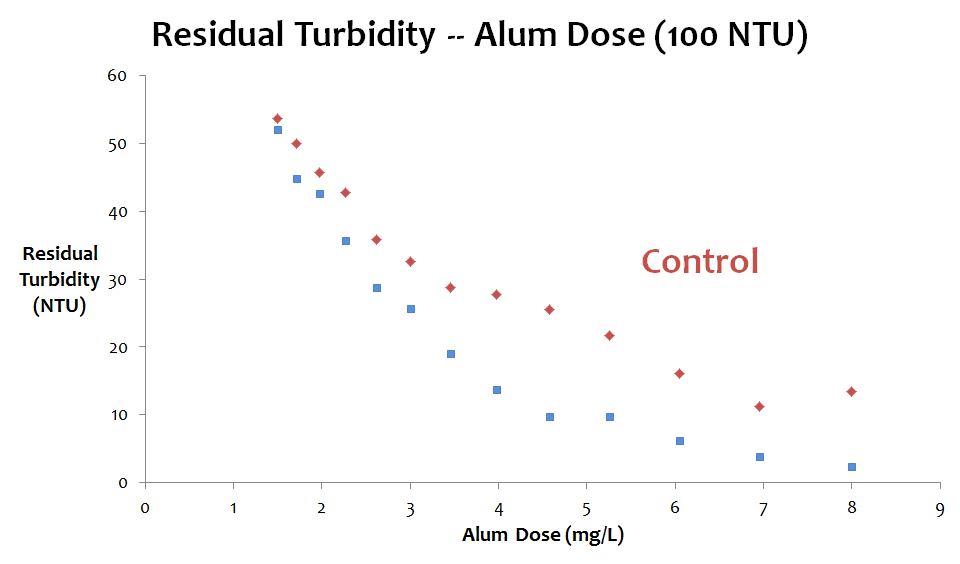 Residual Turbidity -- Alum Dose (100 NTU)
60
50
40
30
20
10
0
Residual
Turbidity
(NTU)
Control
0 1 2 3 4 5 6 7 8 9
Alum Dose (mg/L)